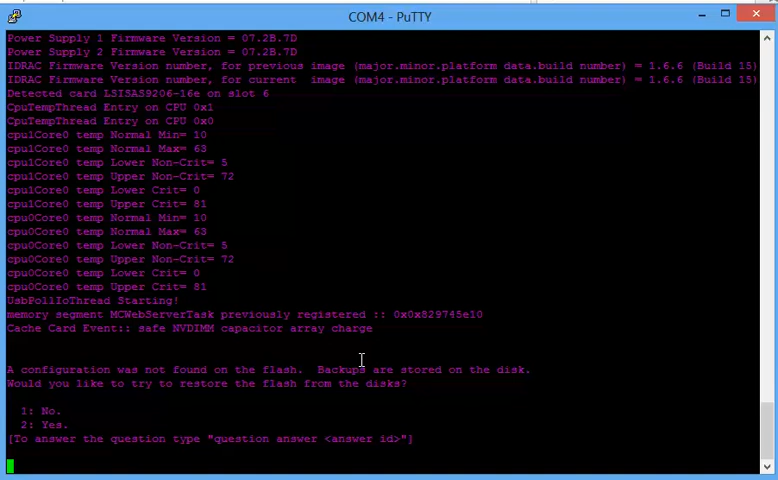 COM4 - PuTTY
Power Supply 1 Firmware Version = 07.2B.7D
Power Supply 2 Firmware Version = 07.2B.7D
IDRAC Firmware Version number, for previous image (major.minor.platform data.build number) = 1.6.6 (Build 15)
IDRAC Firmware Version number, for current  image (major.minor.platform data.build number) = 1.6.6 (Build 15)
Detected card LSISAS9206-16e on slot 6
CpuTempThread Entry on CPU 0x1
CpuTempThread Entry on CPU 0x0
cpu1Core0 temp Normal Min= 10
cpu1Core0 temp Normal Max= 63
cpu1Core0 temp Lower Non-Crit= 5
cpu1Core0 temp Upper Non-Crit= 72
cpu1Core0 temp Lower Crit= 0
cpu1Core0 temp Upper Crit= 81
cpu0Core0 temp Normal Min= 10
cpu0Core0 temp Normal Max= 63
cpu0Core0 temp Lower Non-Crit= 5
cpu0Core0 temp Upper Non-Crit= 72
cpu0Core0 temp Lower Crit= 0
cpu0Core0 temp Upper Crit= 81
UsbPollIoThread Starting!
memory segment MCWebServerTask previously registered :: 0x0x829745e10
Cache Card Event:: safe NVDIMM capacitor array charge
A configuration was not found on the flash.  Backups are stored on the disk.
Would you like to try to restore the flash from the disks?
1: No.
2: Yes.
[To answer the question type "question answer <answer id>"]